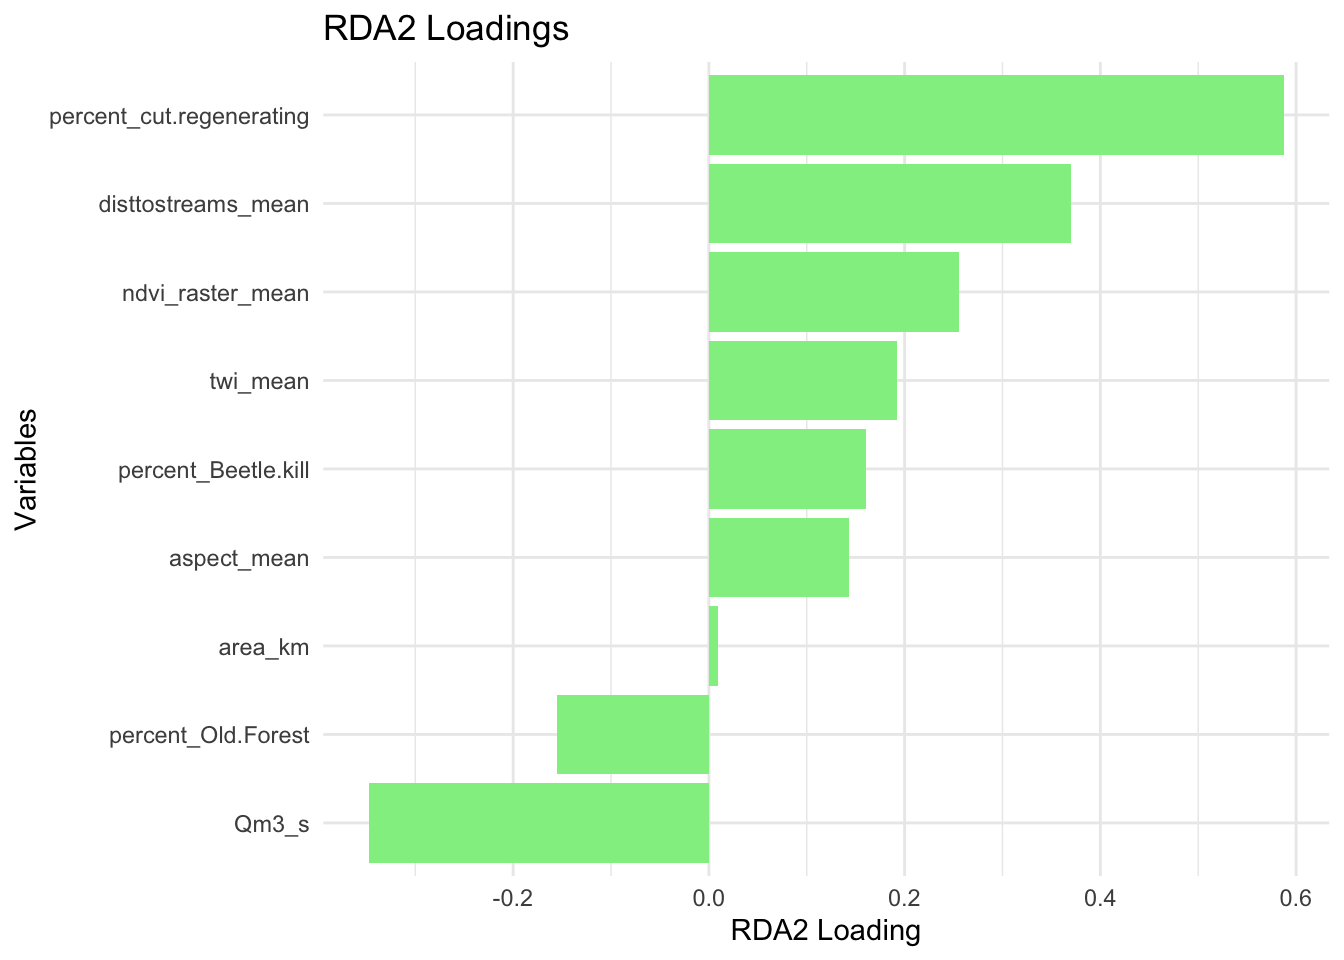 RDA2 Loadings
percent_cut.regenerating
disttostreams_mean
ndvi_raster_mean
twi_mean
percent_Beetle.kill
aspect_mean
area_km
percent_Old.Forest
Qm3_s
Variables
-0.2 0.0 0.2 0.4 0.6
RDA2 Loading